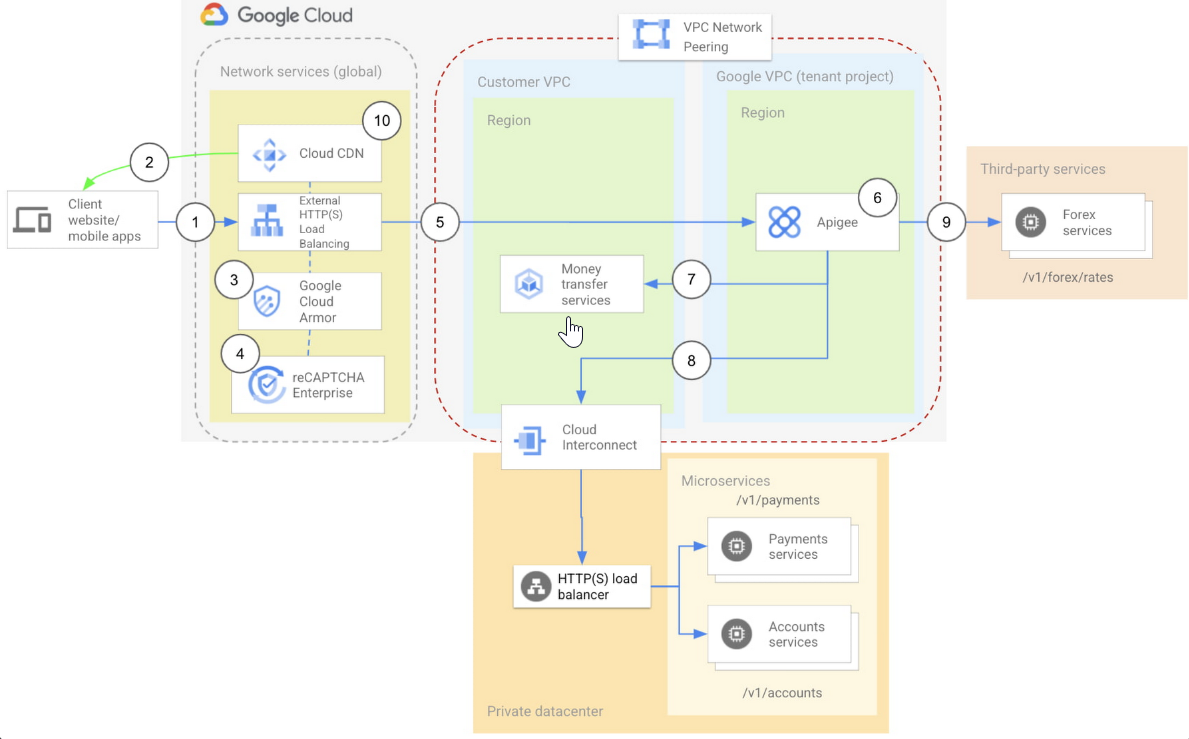 Google Cloud
VPC Network
Peering
Network services (global)
Customer VPC
Google VPC (tenant project)
Region
Region
10
Cloud CDN
2
Client
website/
mobile apps
1
External
HTTP(S)
Load
Balancing
5
6
Apigee
9
Third-party services
Forex
services
/v1/forex/rates
3
Google
Cloud
Armor
Money
transfer
services
7
4
reCAPTCHA
Enterprise
8
Cloud
Interconnect
Microservices
/v1/payments
Payments
services
HTTP(S) load
balancer
Accounts
services
/v1/accounts
Private datacenter